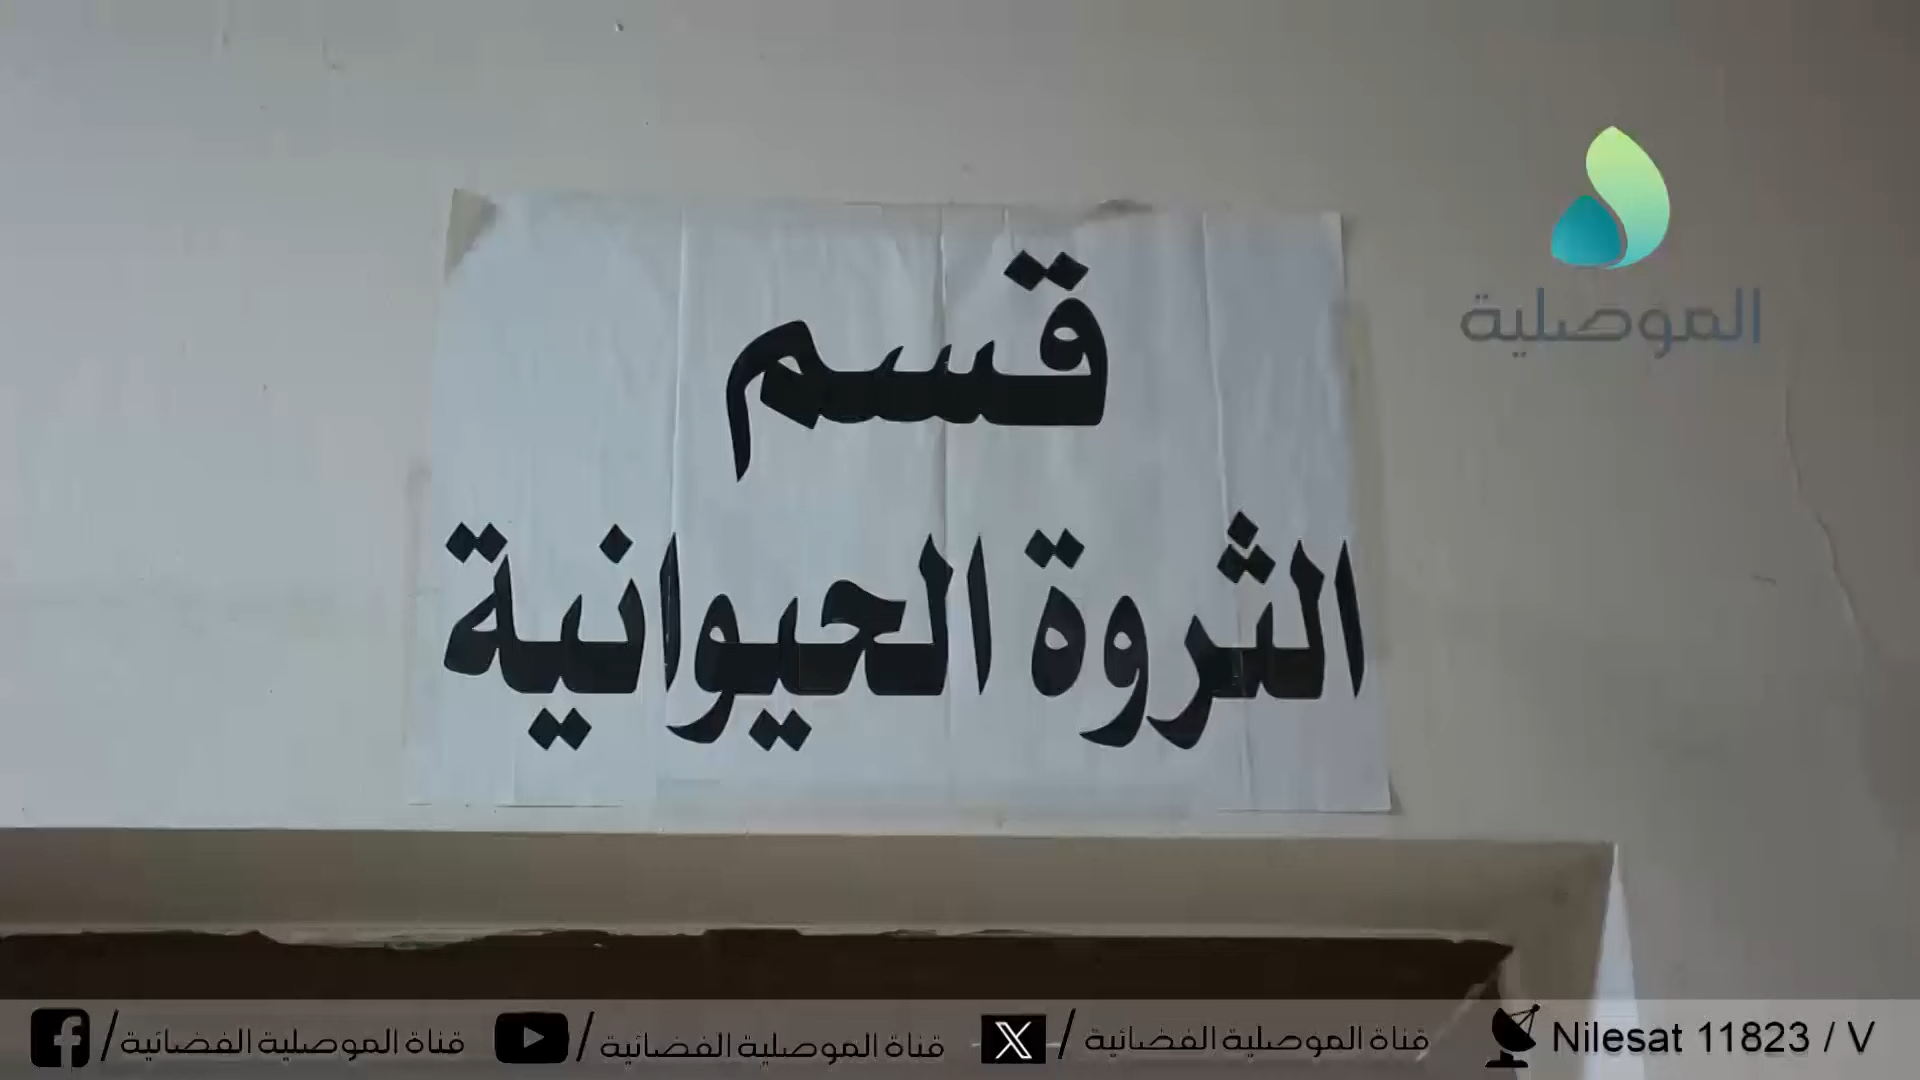 الموصلية
قسم
الثروة الحيوانية
/قناة الموصلية الفضائية
/قناة الموصلية الفضائية
/قناة الموصلية الفضائية
Nilesat 11823 / V